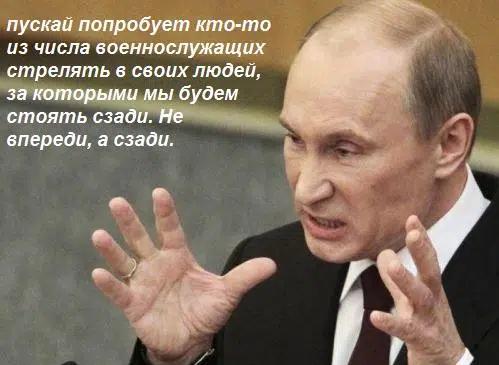 пускай попробует кто-то
из числа военнослужащих
стрелять в своих людей,
за которыми мы будем
стоять сзади. Не
впереди, а сзади.